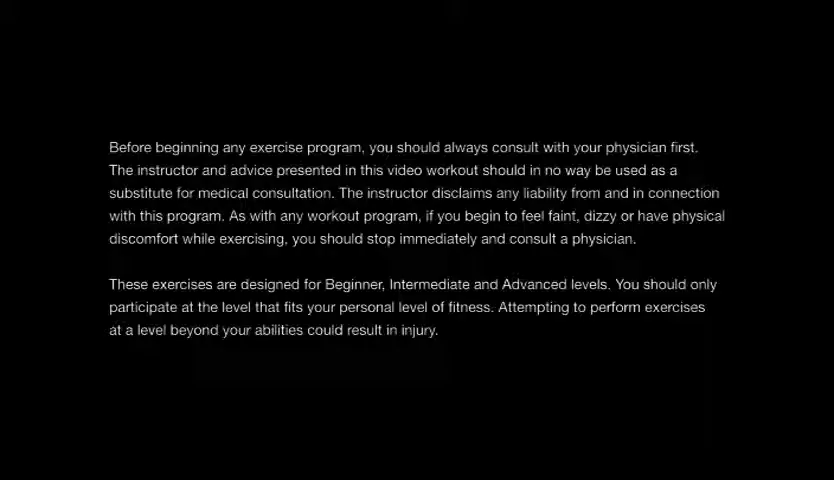 Before beginning any exercise program, you should always consult with your physician first.
The instructor and advice presented in this video workout should in no way be used as a
substitute for medical consultation. The instructor disclaims any liability from and in connection
with this program. As with any workout program, if you begin to feel faint, dizzy or have physical
discomfort while exercising, you should stop immediately and consult a physician.
These exercises are designed for Beginner, Intermediate and Advanced levels. You should only
participate at the level that fits your personal level of fitness. Attempting to perform exercises
at a level beyond your abilities could result in injury.